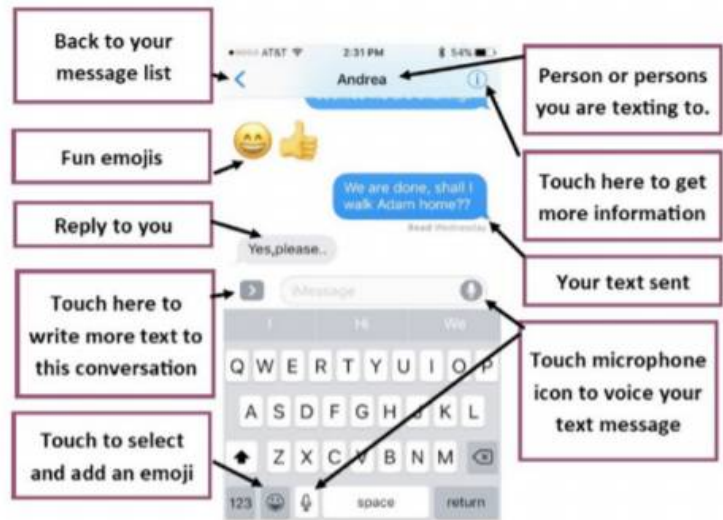 Back to your
message list
Fun emojis
Reply to you
Touch here to
write more text to
this conversation
Touch to select
and add an emoji
AT&T 2:31 PM 54%
Andrea
We are done, shall I
walk Adam home??
Read Wednesday
Yes,please..
iMessage
I Hi We
Q W E R T Y U I O P
A S D F G H J K L
Z X C V B N M
123 space return
Person or persons
you are texting to.
Touch here to get
more information
Your text sent
Touch microphone
icon to voice your
text message